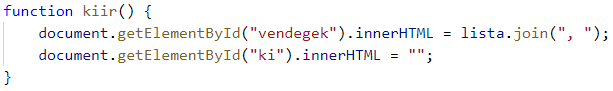 function kiir() {
    document.getElementById("vendegek").innerHTML = lista.join(", ");
    document.getElementById("ki").innerHTML = "";
}